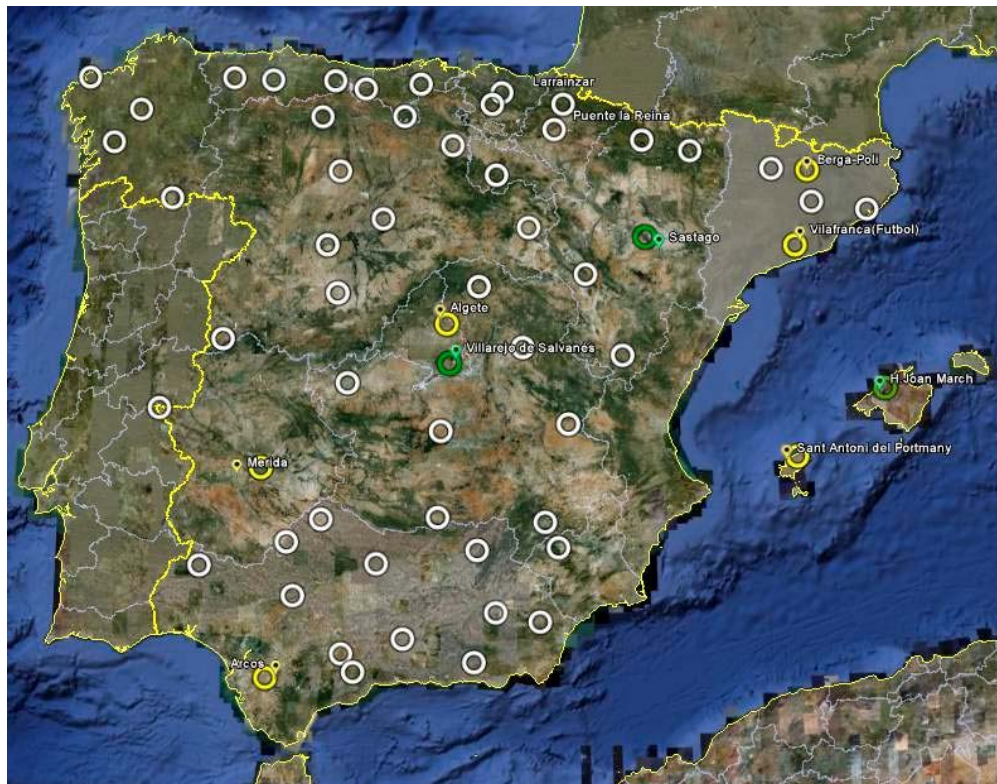 Larrainzar
Puente la Reina
Berga-Poli
Vilafranca(Futbol)
Sastago
Algete
Villarejo de Salvanés
H.Joan March
Sant Antoni del Portmany
Merida
Arcos